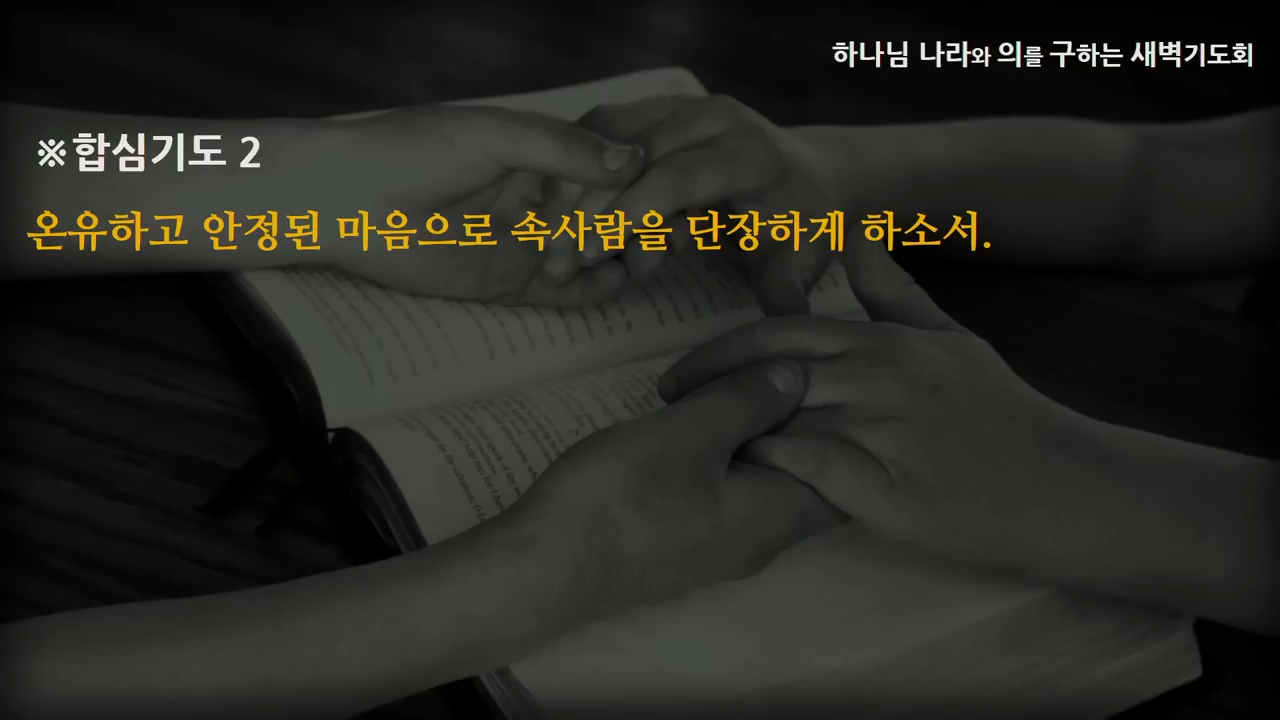 하나님 나라와 의를 구하는 새벽기도회
※합심기도 2
온유하고 안정된 마음으로 속사람을 단장하게 하소서.